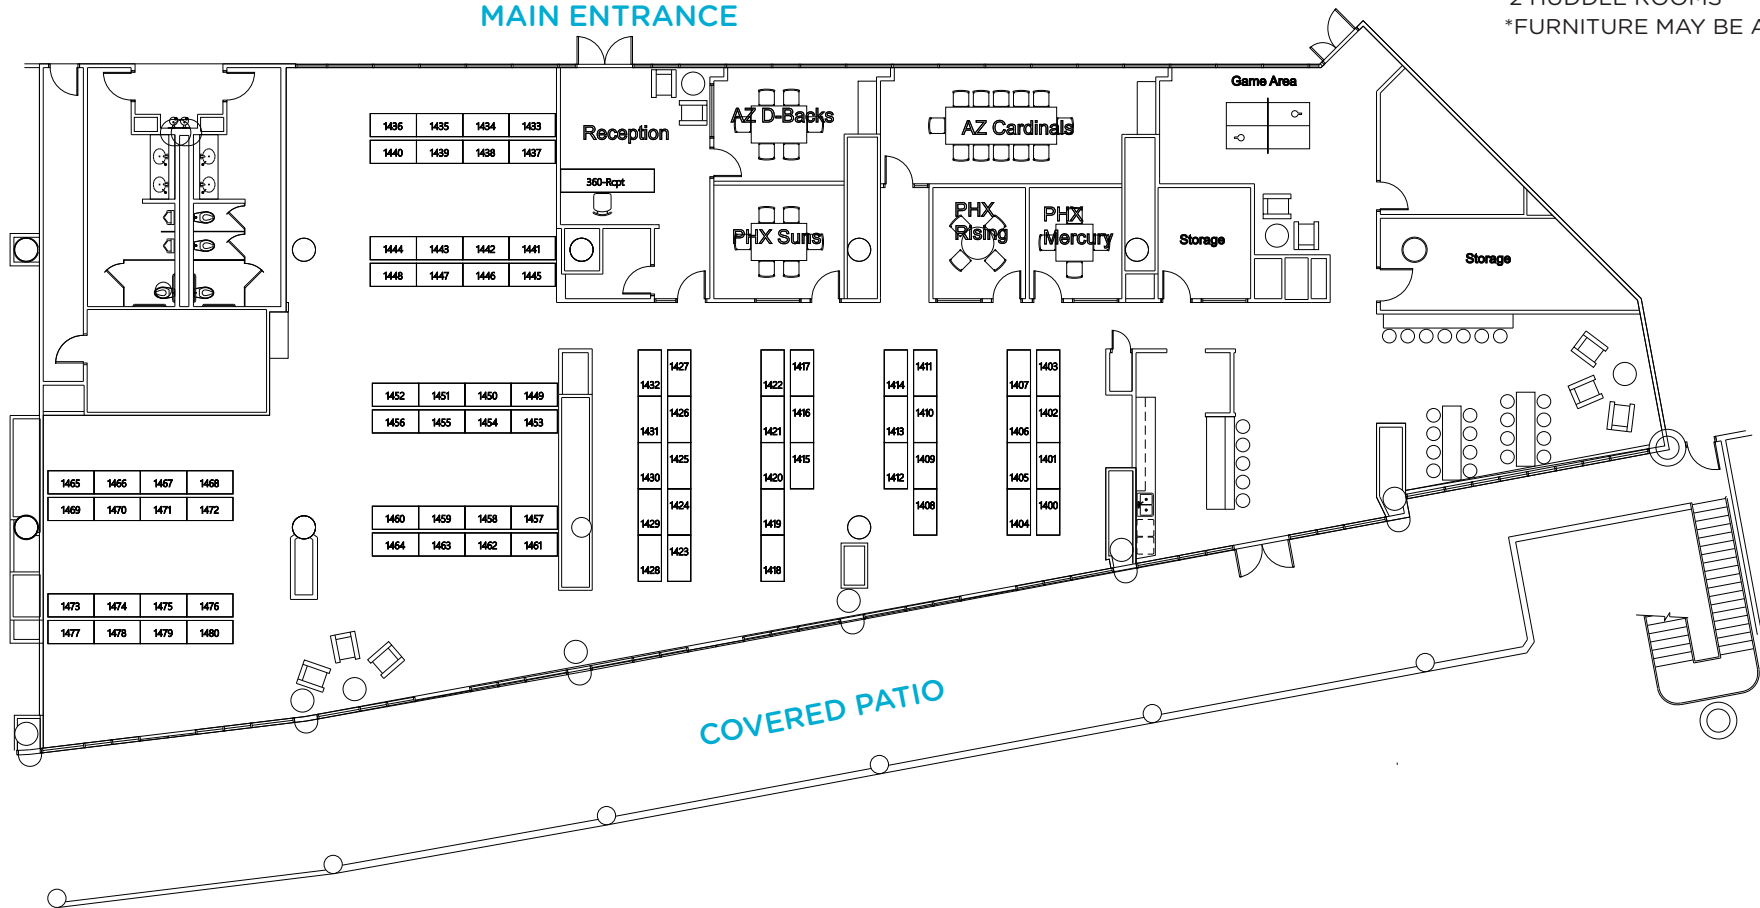 2 HUDDLE ROOMS
*FURNITURE MAY BE A
MAIN ENTRANCE
Game Area
AZ D-Backs
AZ Cardinals
Reception
360-Rcpt
PHX Suns
PHX
Rising
PHX
Mercury
Storage
Storage
1436 1435 1434 1433
1440 1439 1438 1437
1444 1443 1442 1441
1448 1447 1446 1445
1452 1451 1450 1449
1456 1455 1454 1453
1460 1459 1458 1457
1464 1463 1462 1461
1465 1466 1467 1468
1469 1470 1471 1472
1473 1474 1475 1476
1477 1478 1479 1480
1432 1427
1431 1426
1430 1425
1429 1424
1428 1423
1422 1417
1421 1416
1420 1415
1419
1418
1414 1411
1413 1410
1412 1409
1408
1407 1403
1406 1402
1405 1401
1404 1400
COVERED PATIO